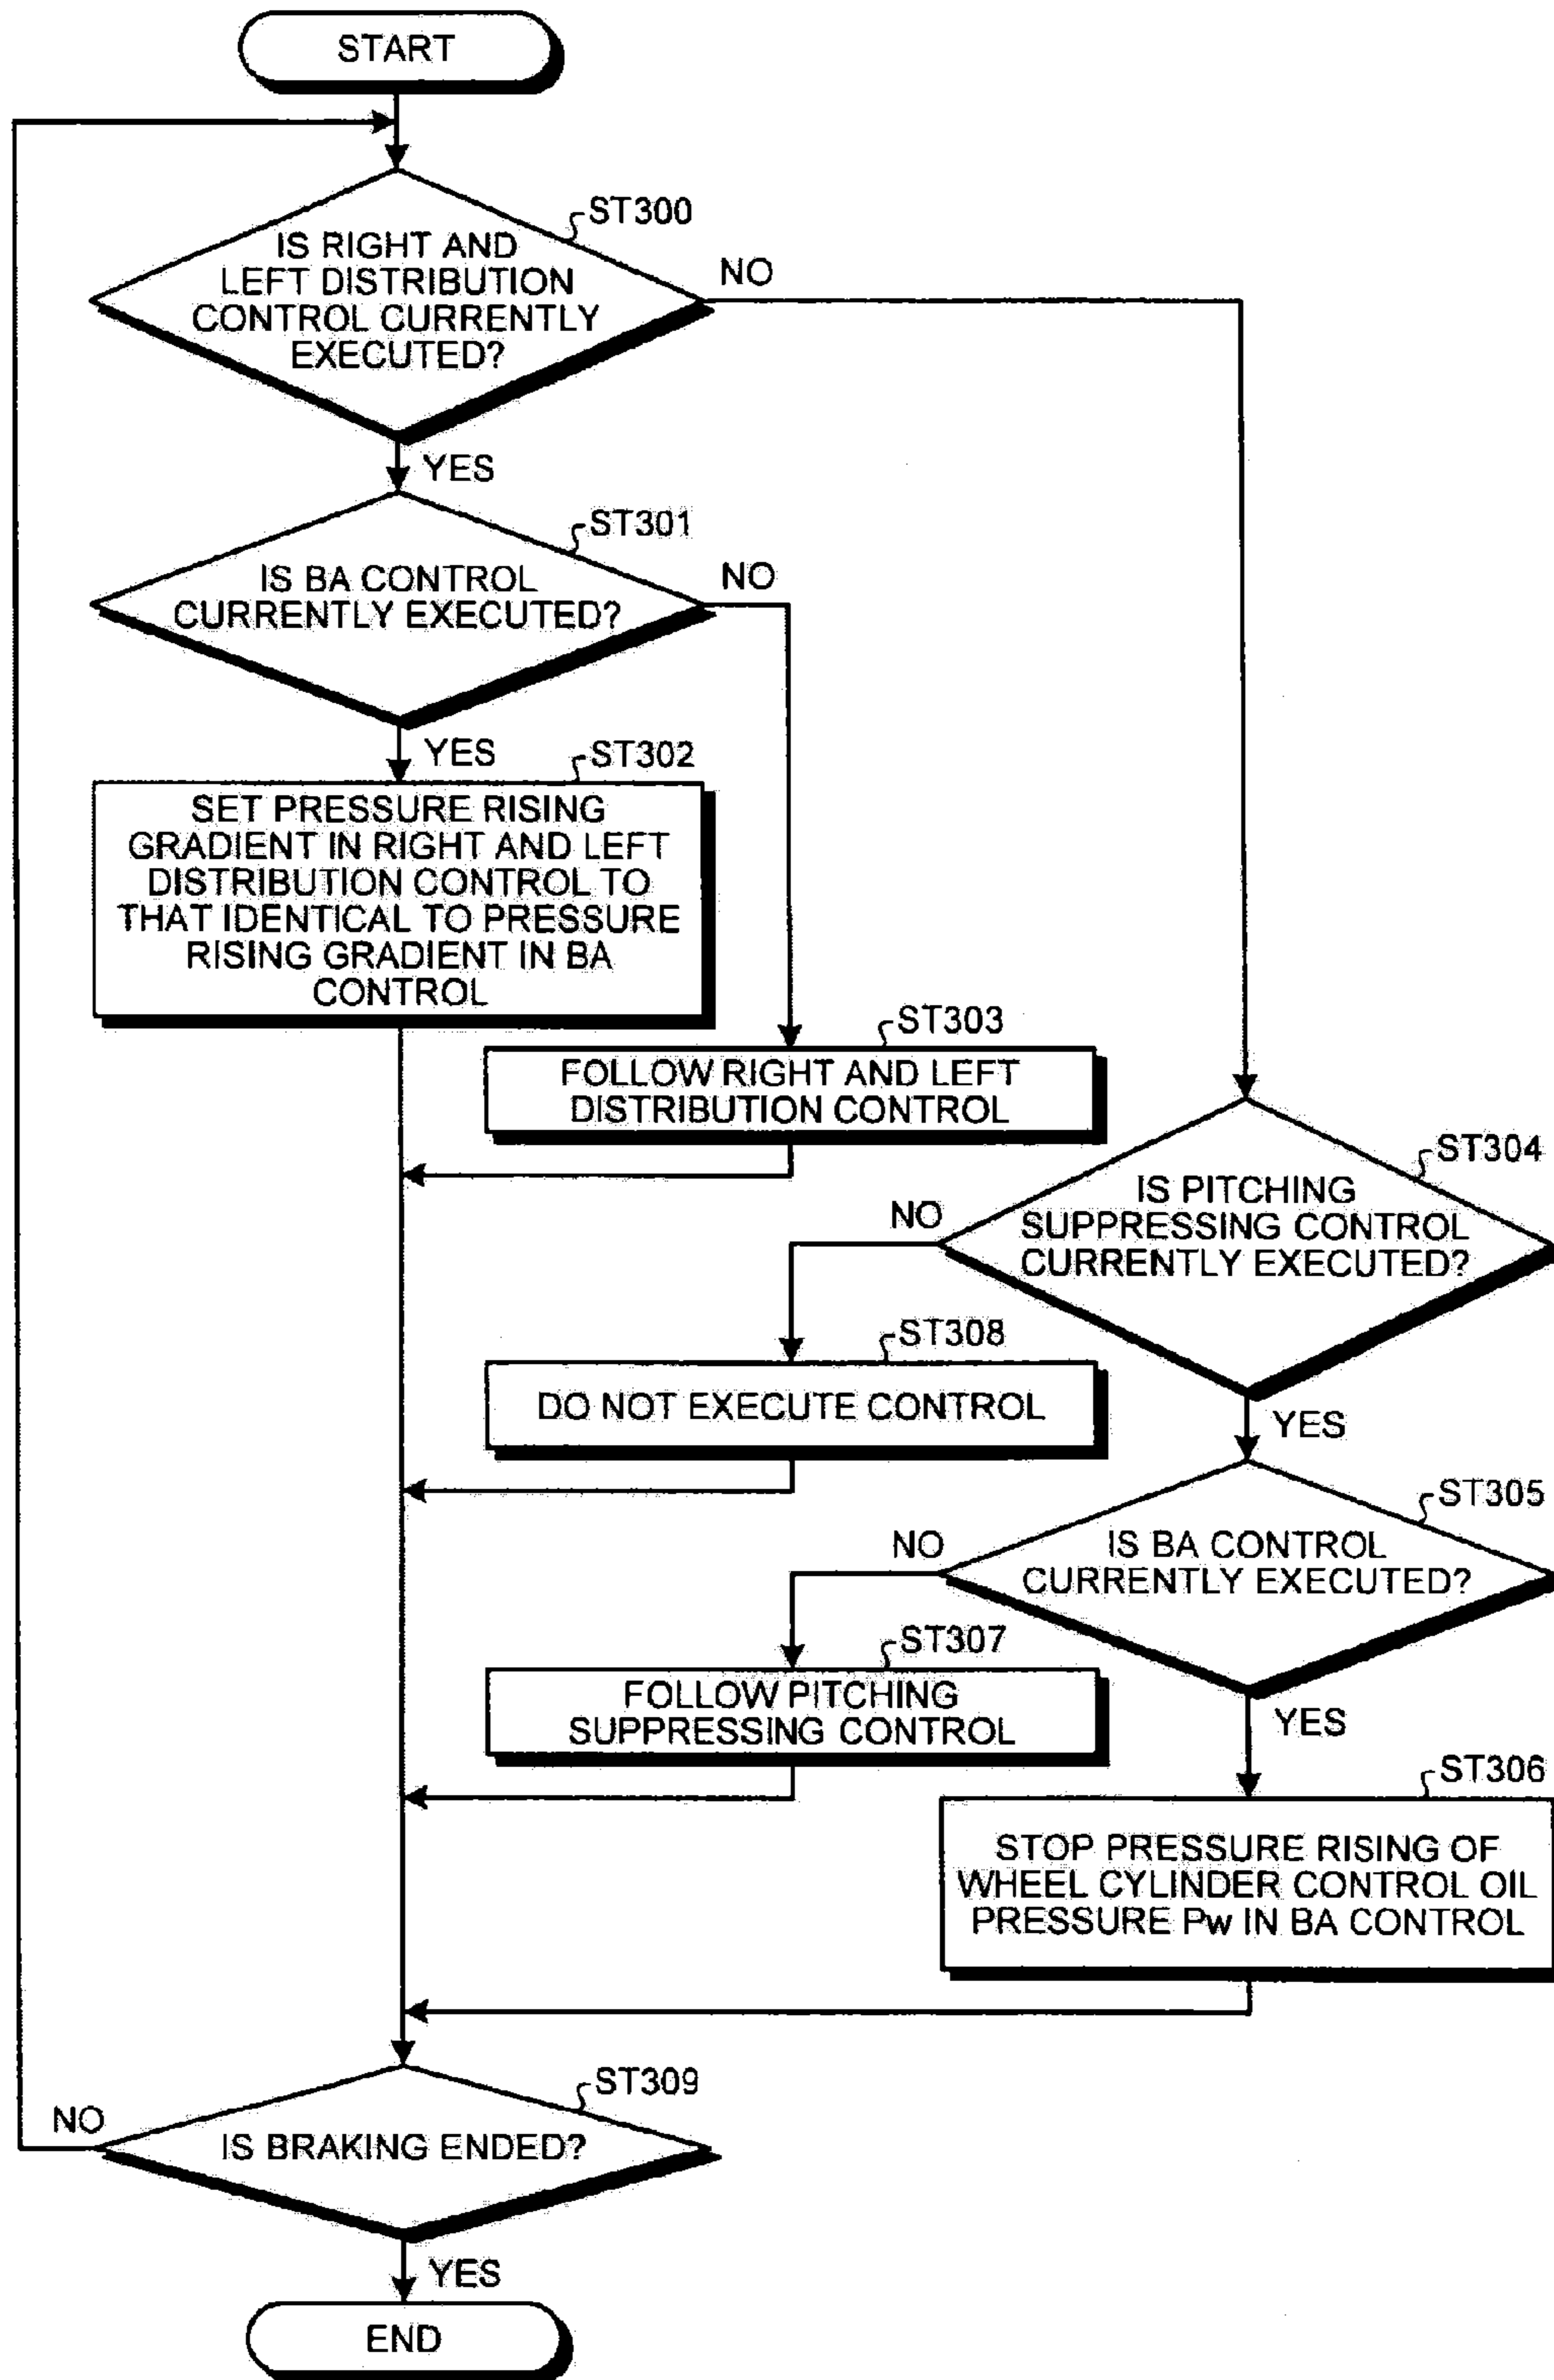 START
ST300
IS RIGHT AND
LEFT DISTRIBUTION
CONTROL CURRENTLY
EXECUTED?
NO
YES
ST301
IS BA CONTROL
CURRENTLY EXECUTED?
NO
YES
ST302
SET PRESSURE RISING
GRADIENT IN RIGHT AND LEFT
DISTRIBUTION CONTROL TO
THAT IDENTICAL TO PRESSURE
RISING GRADIENT IN BA
CONTROL
ST303
FOLLOW RIGHT AND LEFT
DISTRIBUTION CONTROL
ST304
IS PITCHING
SUPPRESSING CONTROL
CURRENTLY EXECUTED?
NO
YES
ST308
DO NOT EXECUTE CONTROL
ST305
IS BA CONTROL
CURRENTLY EXECUTED?
NO
YES
ST307
FOLLOW PITCHING
SUPPRESSING CONTROL
ST306
STOP PRESSURE RISING OF
WHEEL CYLINDER CONTROL OIL
PRESSURE Pw IN BA CONTROL
ST309
IS BRAKING ENDED?
NO
YES
END